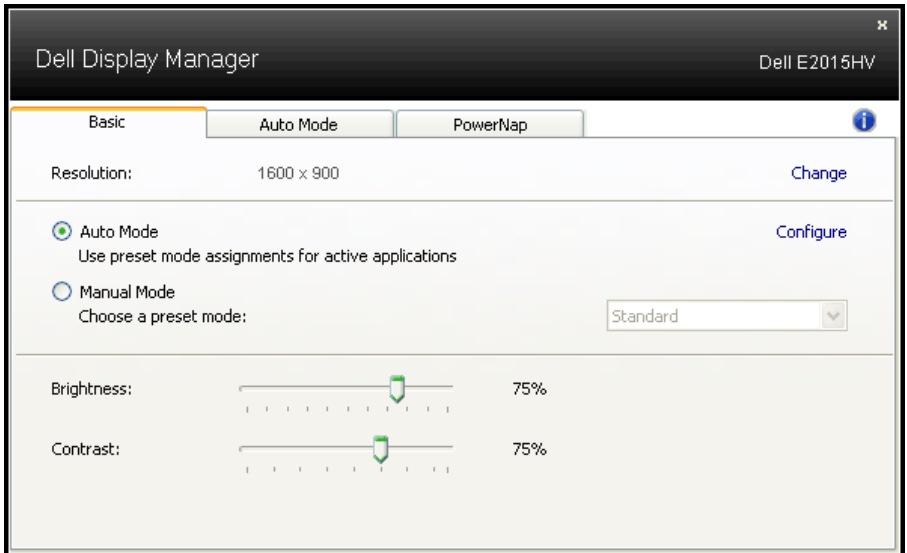 x
Dell Display Manager
Dell E2015HV
Basic
Auto Mode
PowerNap
i
Resolution:
1600 x 900
Change
Auto Mode
Configure
Use preset mode assignments for active applications
Manual Mode
Choose a preset mode:
Standard
Brightness:
75%
Contrast:
75%